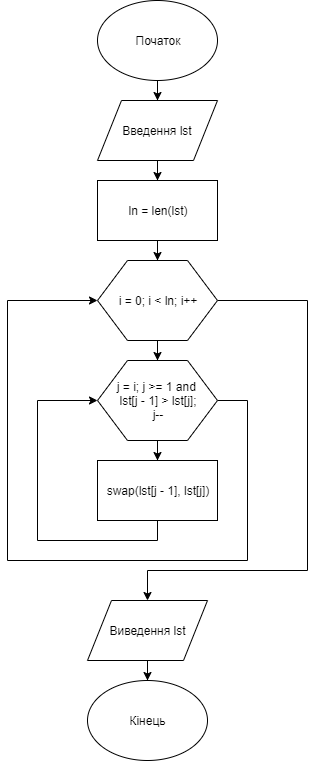 Початок
Введення lst
ln = len(lst)
i = 0; i < ln; i++
j = i; j >= 1 and
lst[j - 1] > lst[j];
j--
swap(lst[j - 1], lst[j])
Виведення lst
Кінець